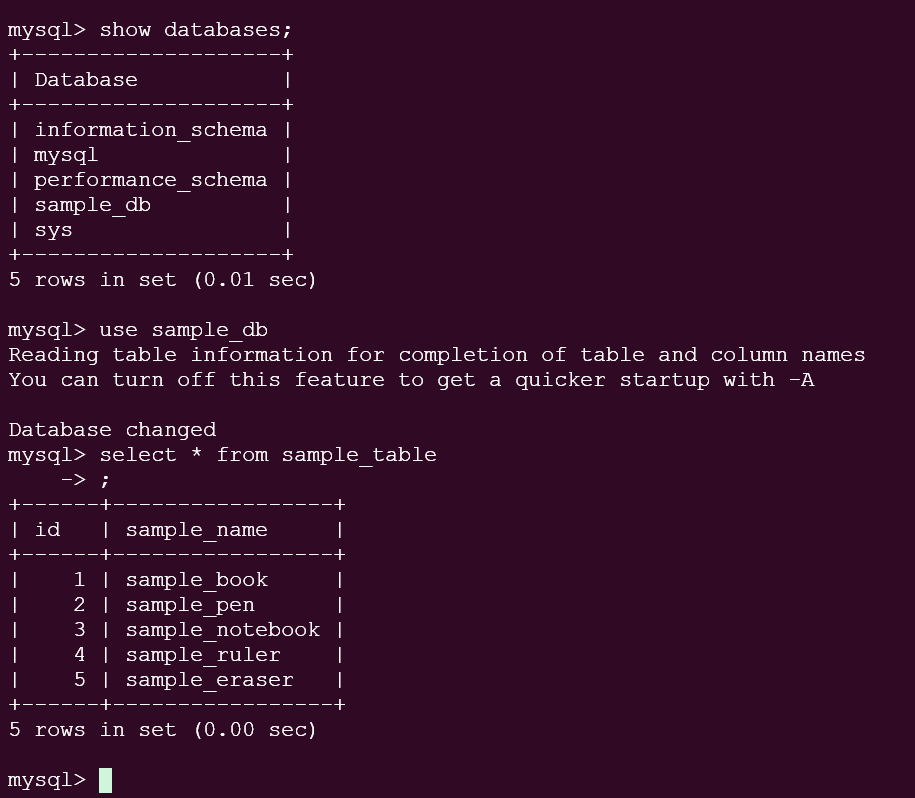 mysql> show databases;
+--------------------+
| Database           |
+--------------------+
| information_schema |
| mysql              |
| performance_schema |
| sample_db          |
| sys                |
+--------------------+
5 rows in set (0.01 sec)

mysql> use sample_db
Reading table information for completion of table and column names
You can turn off this feature to get a quicker startup with -A

Database changed
mysql> select * from sample_table
    -> ;
+------+-----------------+
| id   | sample_name     |
+------+-----------------+
|    1 | sample_book     |
|    2 | sample_pen      |
|    3 | sample_notebook |
|    4 | sample_ruler    |
|    5 | sample_eraser   |
+------+-----------------+
5 rows in set (0.00 sec)

mysql>